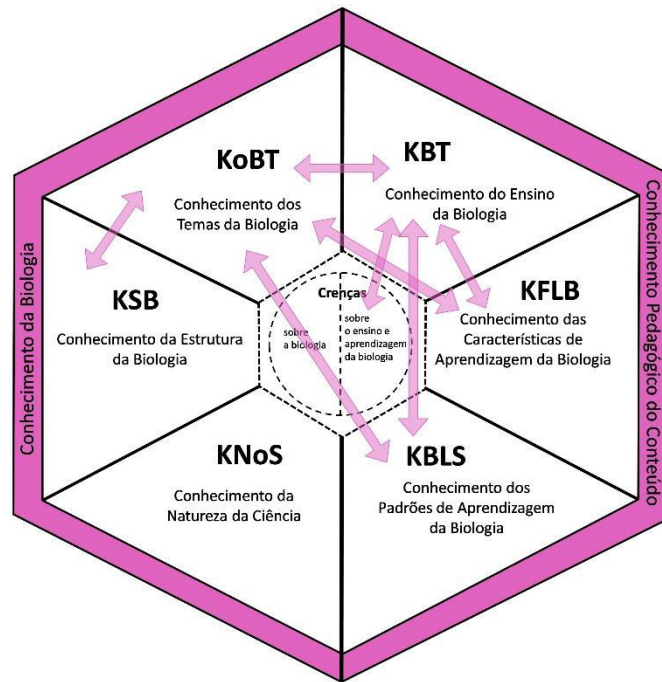 KoBT
Conhecimento dos
Temas da Biologia
KBT
Conhecimento do Ensino
da Biologia
KSB
Conhecimento da Estrutura
da Biologia
Crenças
sobre
a biologia
sobre
o ensino e
aprendizagem
da biologia
KFLB
Conhecimento das
Características de
Aprendizagem da Biologia
KNoS
Conhecimento da
Natureza da Ciência
KBLS
Conhecimento dos
Padrões de Aprendizagem
da Biologia
Conhecimento da Biologia
Conhecimento Pedagógico do Conteúdo